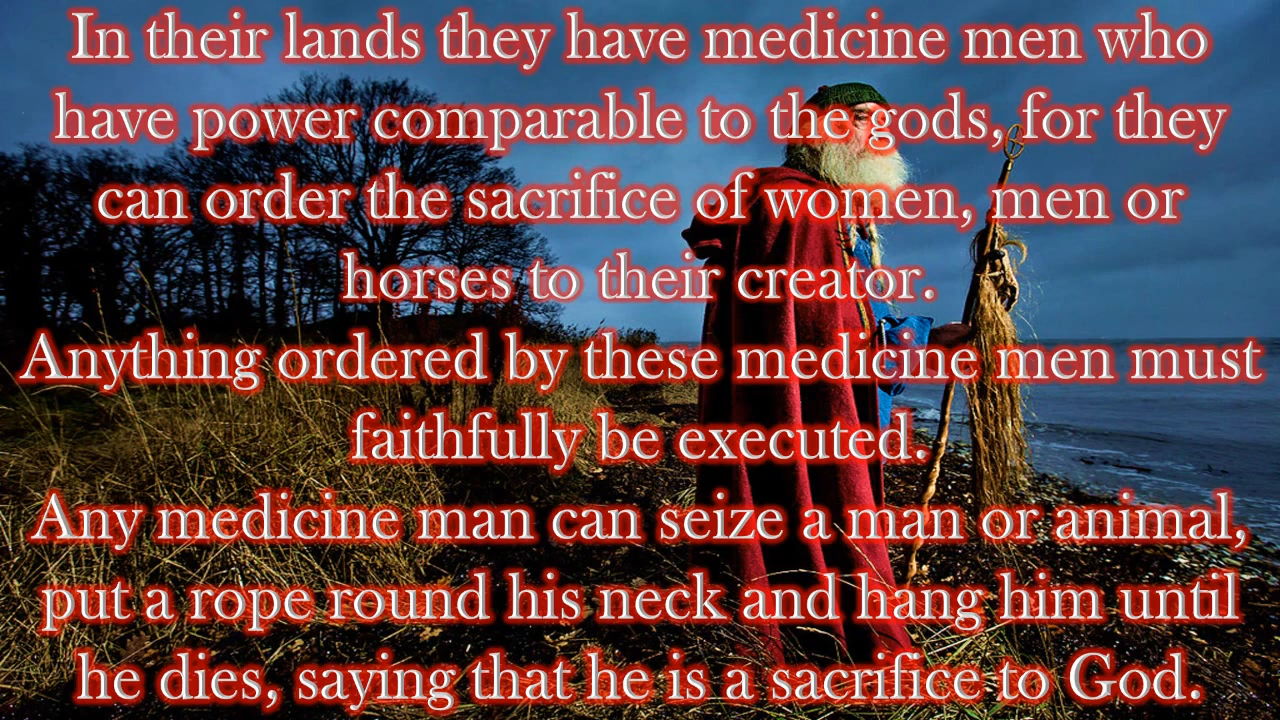 In their lands they have medicine men who
have power comparable to the gods, for they
can order the sacrifice of women, men or
horses to their creator.
Anything ordered by these medicine men must
faithfully be executed.
Any medicine man can seize a man or animal,
put a rope round his neck and hang him until
he dies, saying that he is a sacrifice to God.